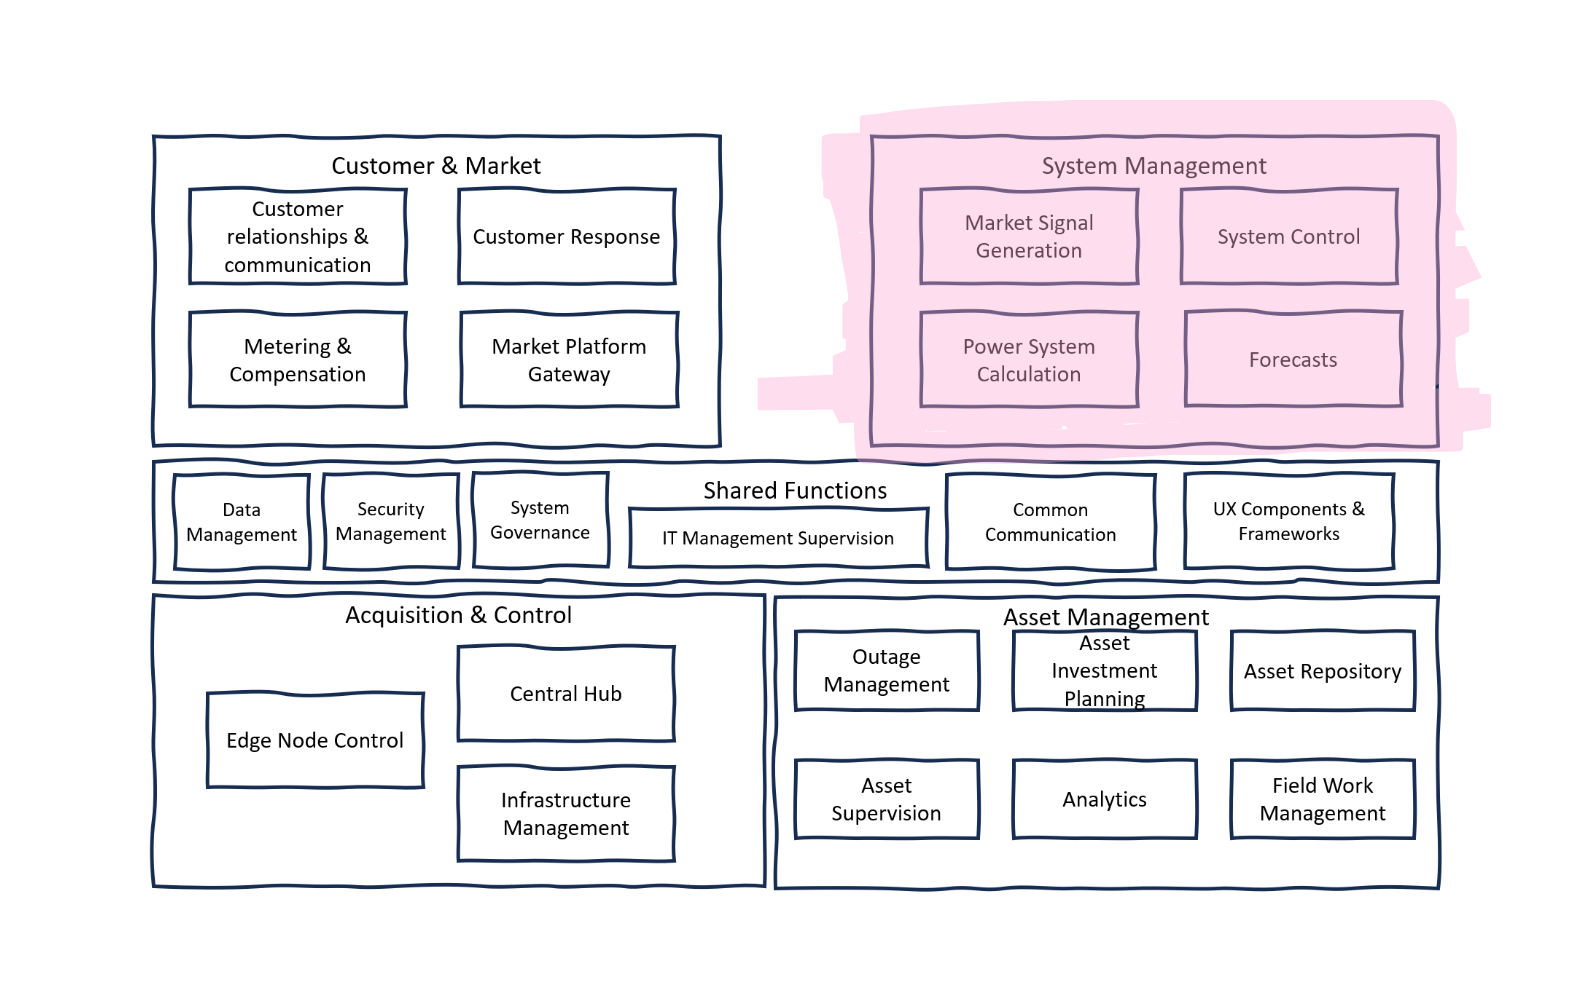 Customer & Market
Customer
relationships &
communication
Customer Response
Metering &
Compensation
Market Platform
Gateway
System Management
Market Signal
Generation
System Control
Power System
Calculation
Forecasts
Shared Functions
Data
Management
Security
Management
System
Governance
IT Management Supervision
Common
Communication
UX Components &
Frameworks
Acquisition & Control
Edge Node Control
Central Hub
Infrastructure
Management
Asset Management
Outage
Management
Asset
Investment
Planning
Asset Repository
Asset
Supervision
Analytics
Field Work
Management